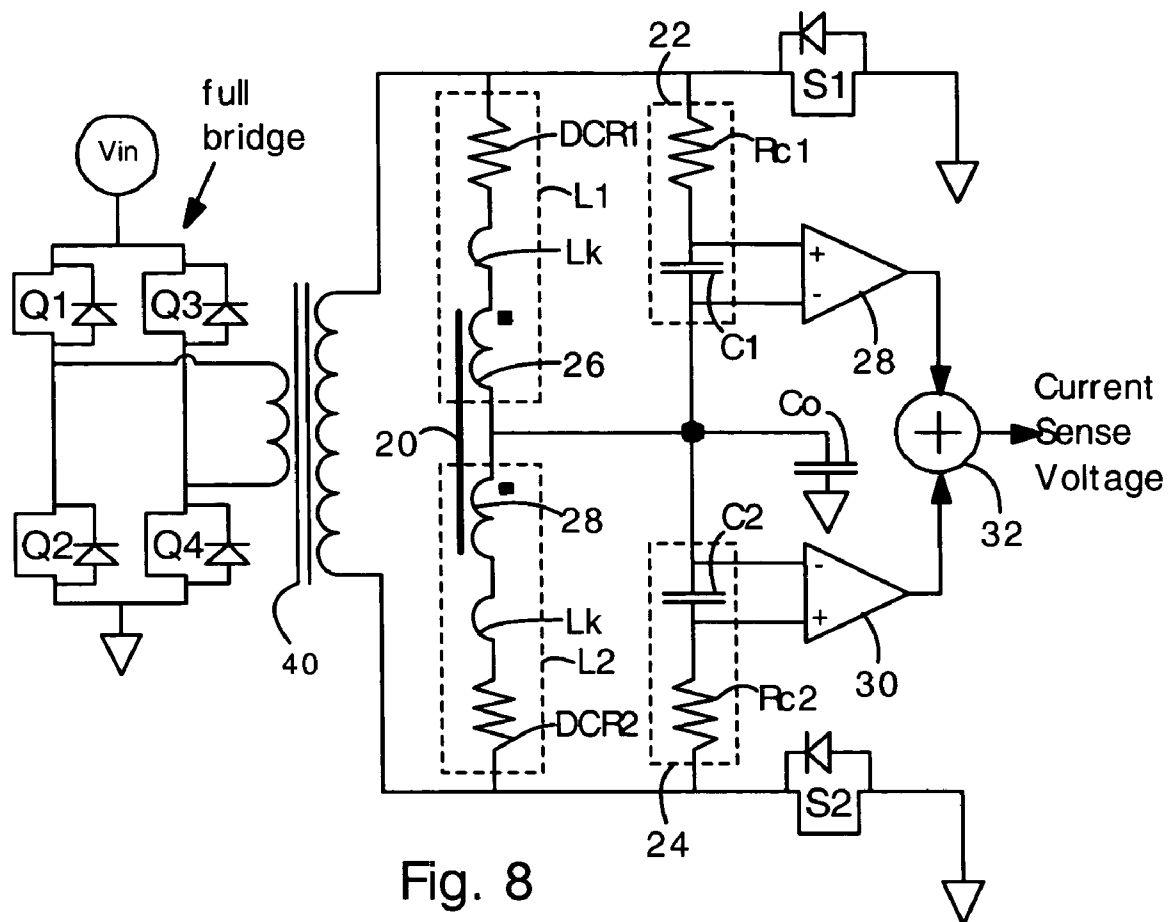 full
bridge
Vin
Q1
Q3
Q2
Q4
40
22
S1
DCR1
L1
Lk
26
20
Rc1
+
-
28
C1
Co
Current
Sense
Voltage
+
32
28
C2
-
+
30
Lk
L2
DCR2
Rc2
S2
24
Fig. 8